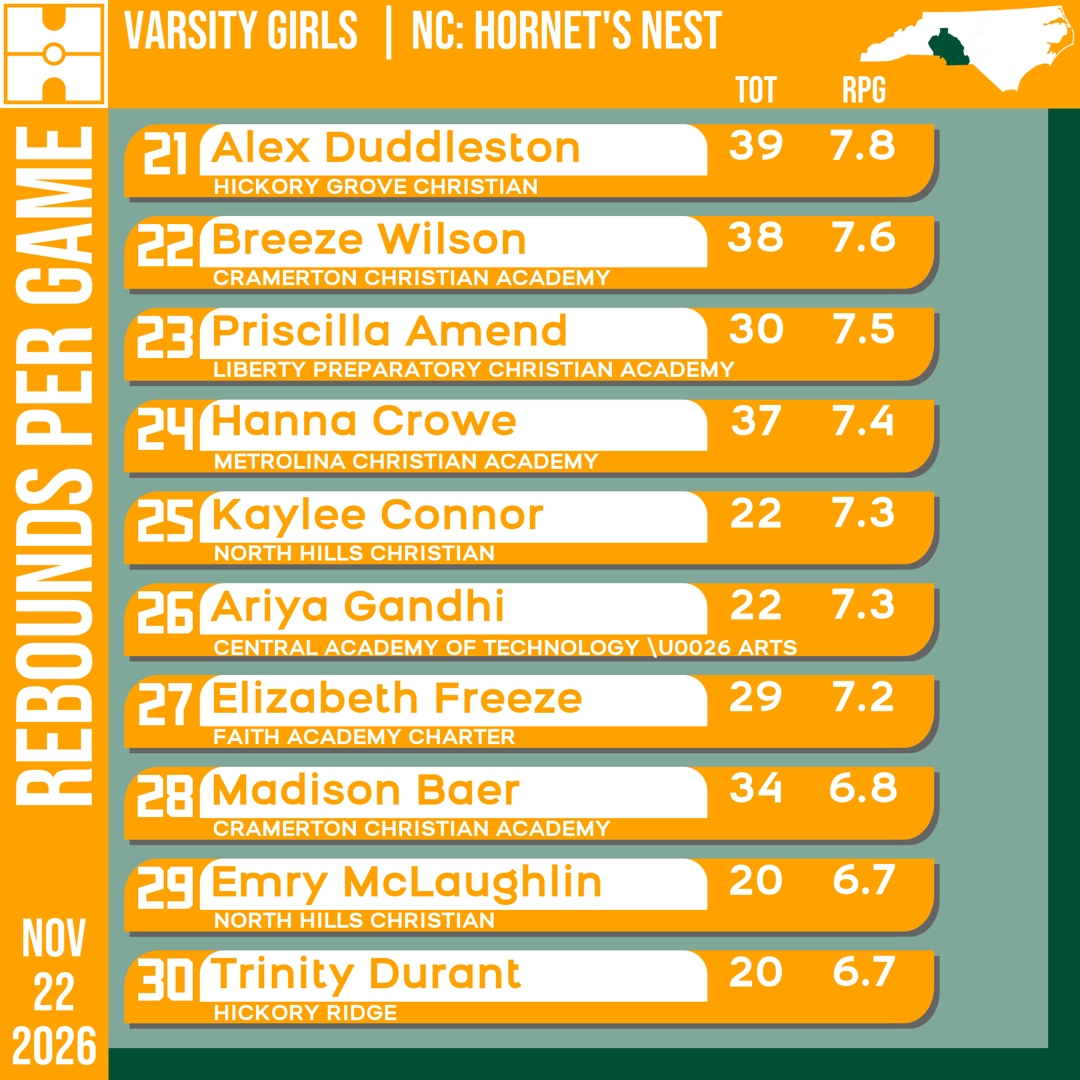 VARSITY GIRLS | NC: HORNET'S NEST
TOT RPG
REBOUNDS PER GAME
21 Alex Duddleston 39 7.8
HICKORY GROVE CHRISTIAN
22 Breeze Wilson 38 7.6
CRAMERTON CHRISTIAN ACADEMY
23 Priscilla Amend 30 7.5
LIBERTY PREPARATORY CHRISTIAN ACADEMY
24 Hanna Crowe 37 7.4
METROLINA CHRISTIAN ACADEMY
25 Kaylee Connor 22 7.3
NORTH HILLS CHRISTIAN
26 Ariya Gandhi 22 7.3
CENTRAL ACADEMY OF TECHNOLOGY \U0026 ARTS
27 Elizabeth Freeze 29 7.2
FAITH ACADEMY CHARTER
28 Madison Baer 34 6.8
CRAMERTON CHRISTIAN ACADEMY
29 Emry McLaughlin 20 6.7
NORTH HILLS CHRISTIAN
30 Trinity Durant 20 6.7
HICKORY RIDGE
NOV
22
2026